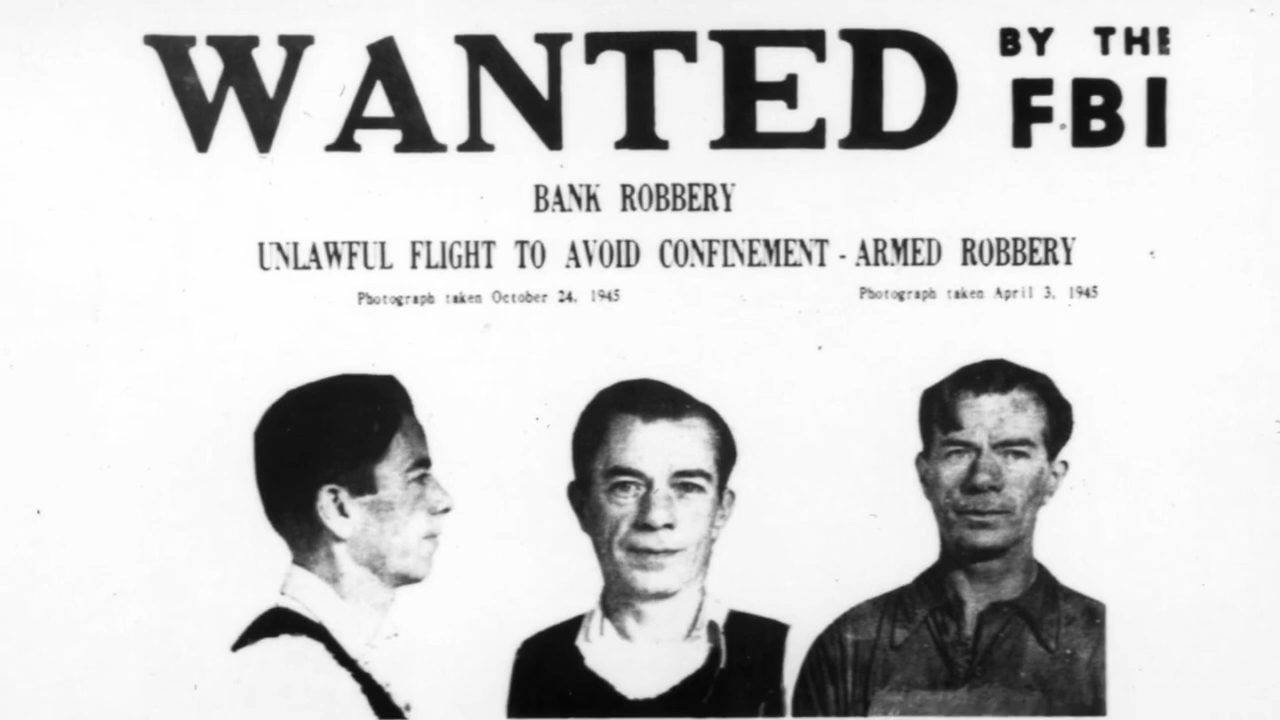 WANTED BY THE FBI
BANK ROBBERY
UNLAWFUL FLIGHT TO AVOID CONFINEMENT - ARMED ROBBERY
Photograph taken October 24, 1945
Photograph taken April 3, 1945